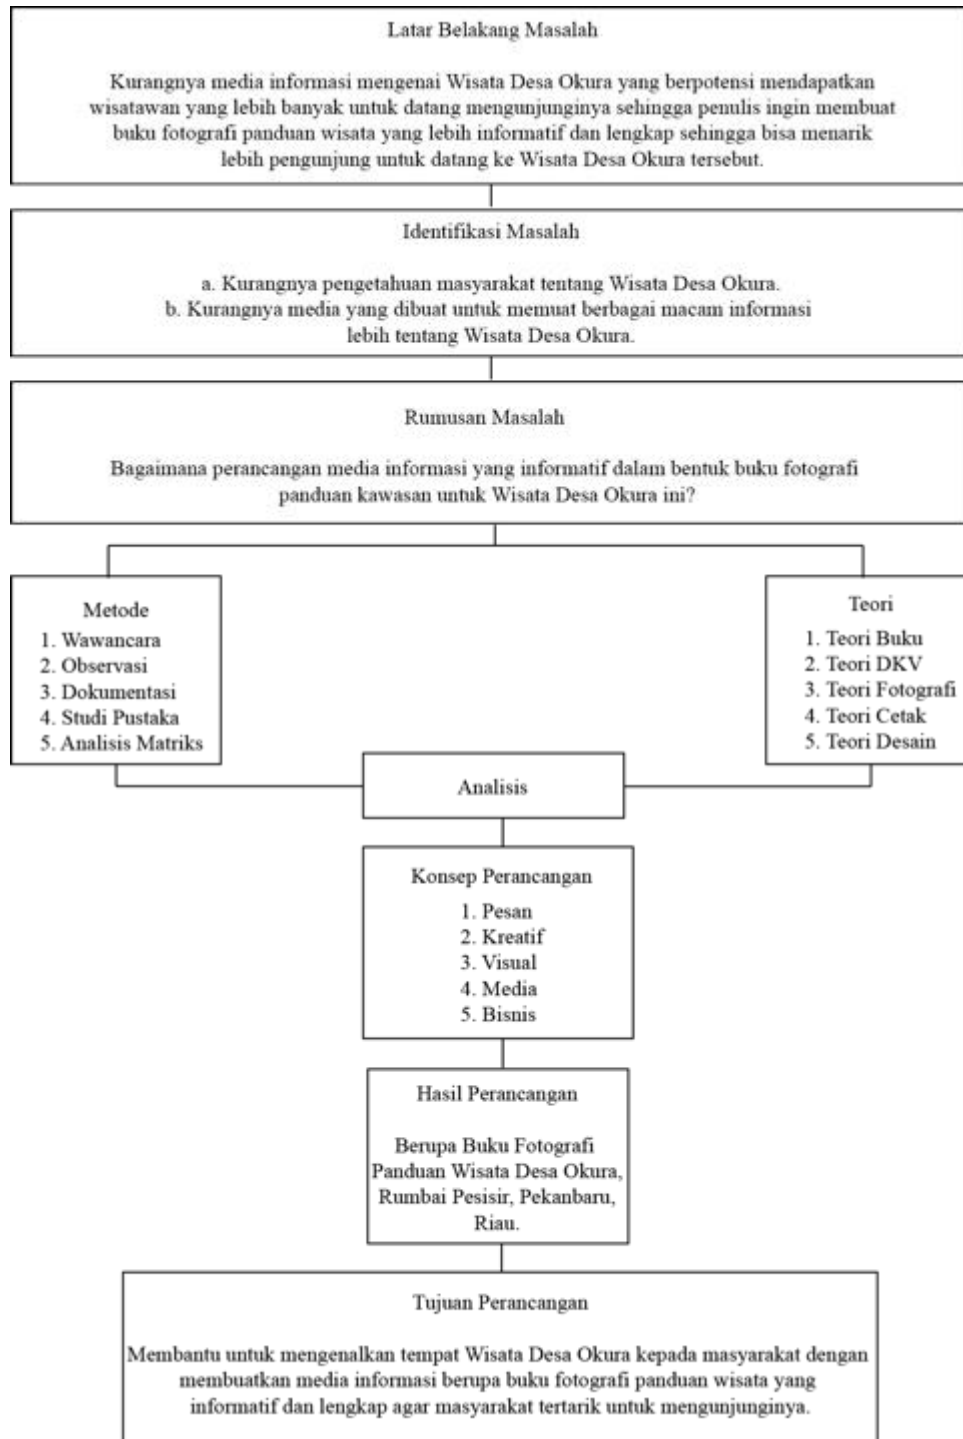 Latar Belakang Masalah
Kurangnya media informasi mengenai Wisata Desa Okura yang berpotensi mendapatkan
wisatawan yang lebih banyak untuk datang mengunjunginya sehingga penulis ingin membuat
buku fotografi panduan wisata yang lebih informatif dan lengkap sehingga bisa menarik
lebih pengunjung untuk datang ke Wisata Desa Okura tersebut.
Identifikasi Masalah
a. Kurangnya pengetahuan masyarakat tentang Wisata Desa Okura.
b. Kurangnya media yang dibuat untuk memuat berbagai macam informasi
lebih tentang Wisata Desa Okura.
Rumusan Masalah
Bagaimana perancangan media informasi yang informatif dalam bentuk buku fotografi
panduan kawasan untuk Wisata Desa Okura ini?
Metode
1. Wawancara
2. Observasi
3. Dokumentasi
4. Studi Pustaka
5. Analisis Matriks
Teori
1. Teori Buku
2. Teori DKV
3. Teori Fotografi
4. Teori Cetak
5. Teori Desain
Analisis
Konsep Perancangan
1. Pesan
2. Kreatif
3. Visual
4. Media
5. Bisnis
Hasil Perancangan
Berupa Buku Fotografi
Panduan Wisata Desa Okura,
Rumbai Pesisir, Pekanbaru,
Riau.
Tujuan Perancangan
Membantu untuk mengenalkan tempat Wisata Desa Okura kepada masyarakat dengan
membuatkan media informasi berupa buku fotografi panduan wisata yang
informatif dan lengkap agar masyarakat tertarik untuk mengunjunginya.